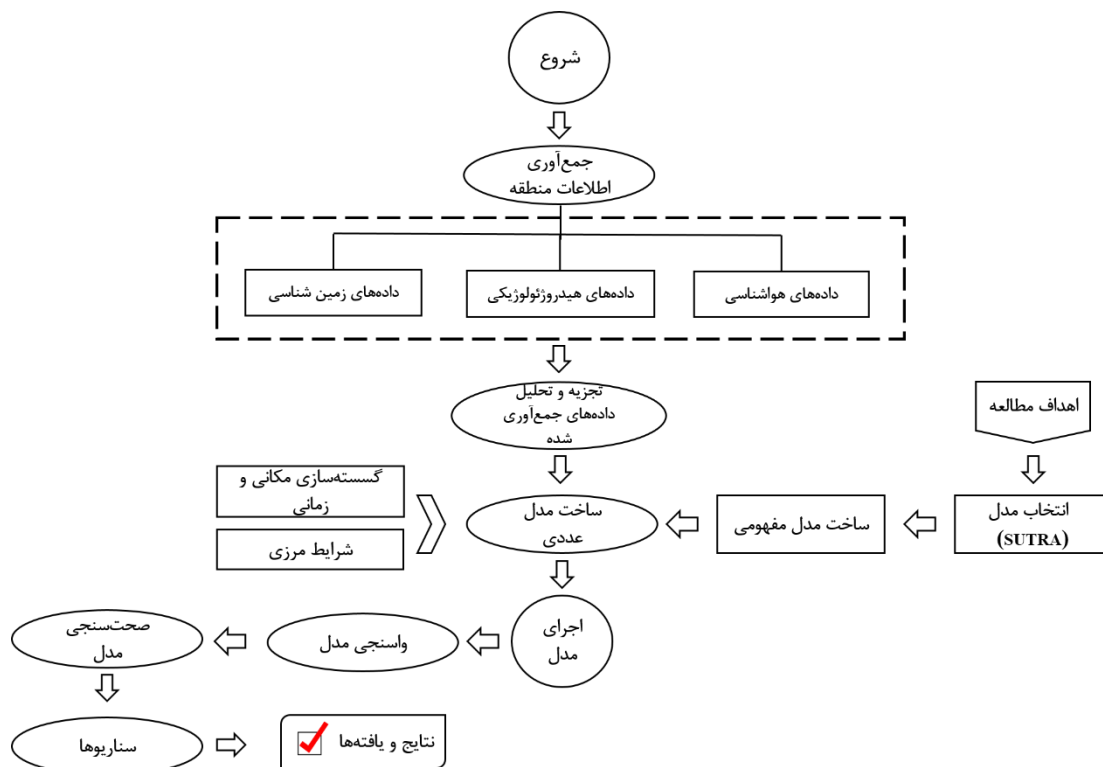 شروع
جمع‌آوری
اطلاعات منطقه
داده‌های هواشناسی
داده‌های هیدروژئولوژیکی
داده‌های زمین شناسی
تجزیه و تحلیل
داده‌های جمع‌آوری
شده
اهداف مطالعه
انتخاب مدل
(SUTRA)
ساخت مدل مفهومی
ساخت مدل
عددی
گسسته‌سازی مکانی و
زمانی
شرایط مرزی
اجرای
مدل
واسنجی مدل
صحت‌سنجی
مدل
سناریوها
نتایج و یافته‌ها